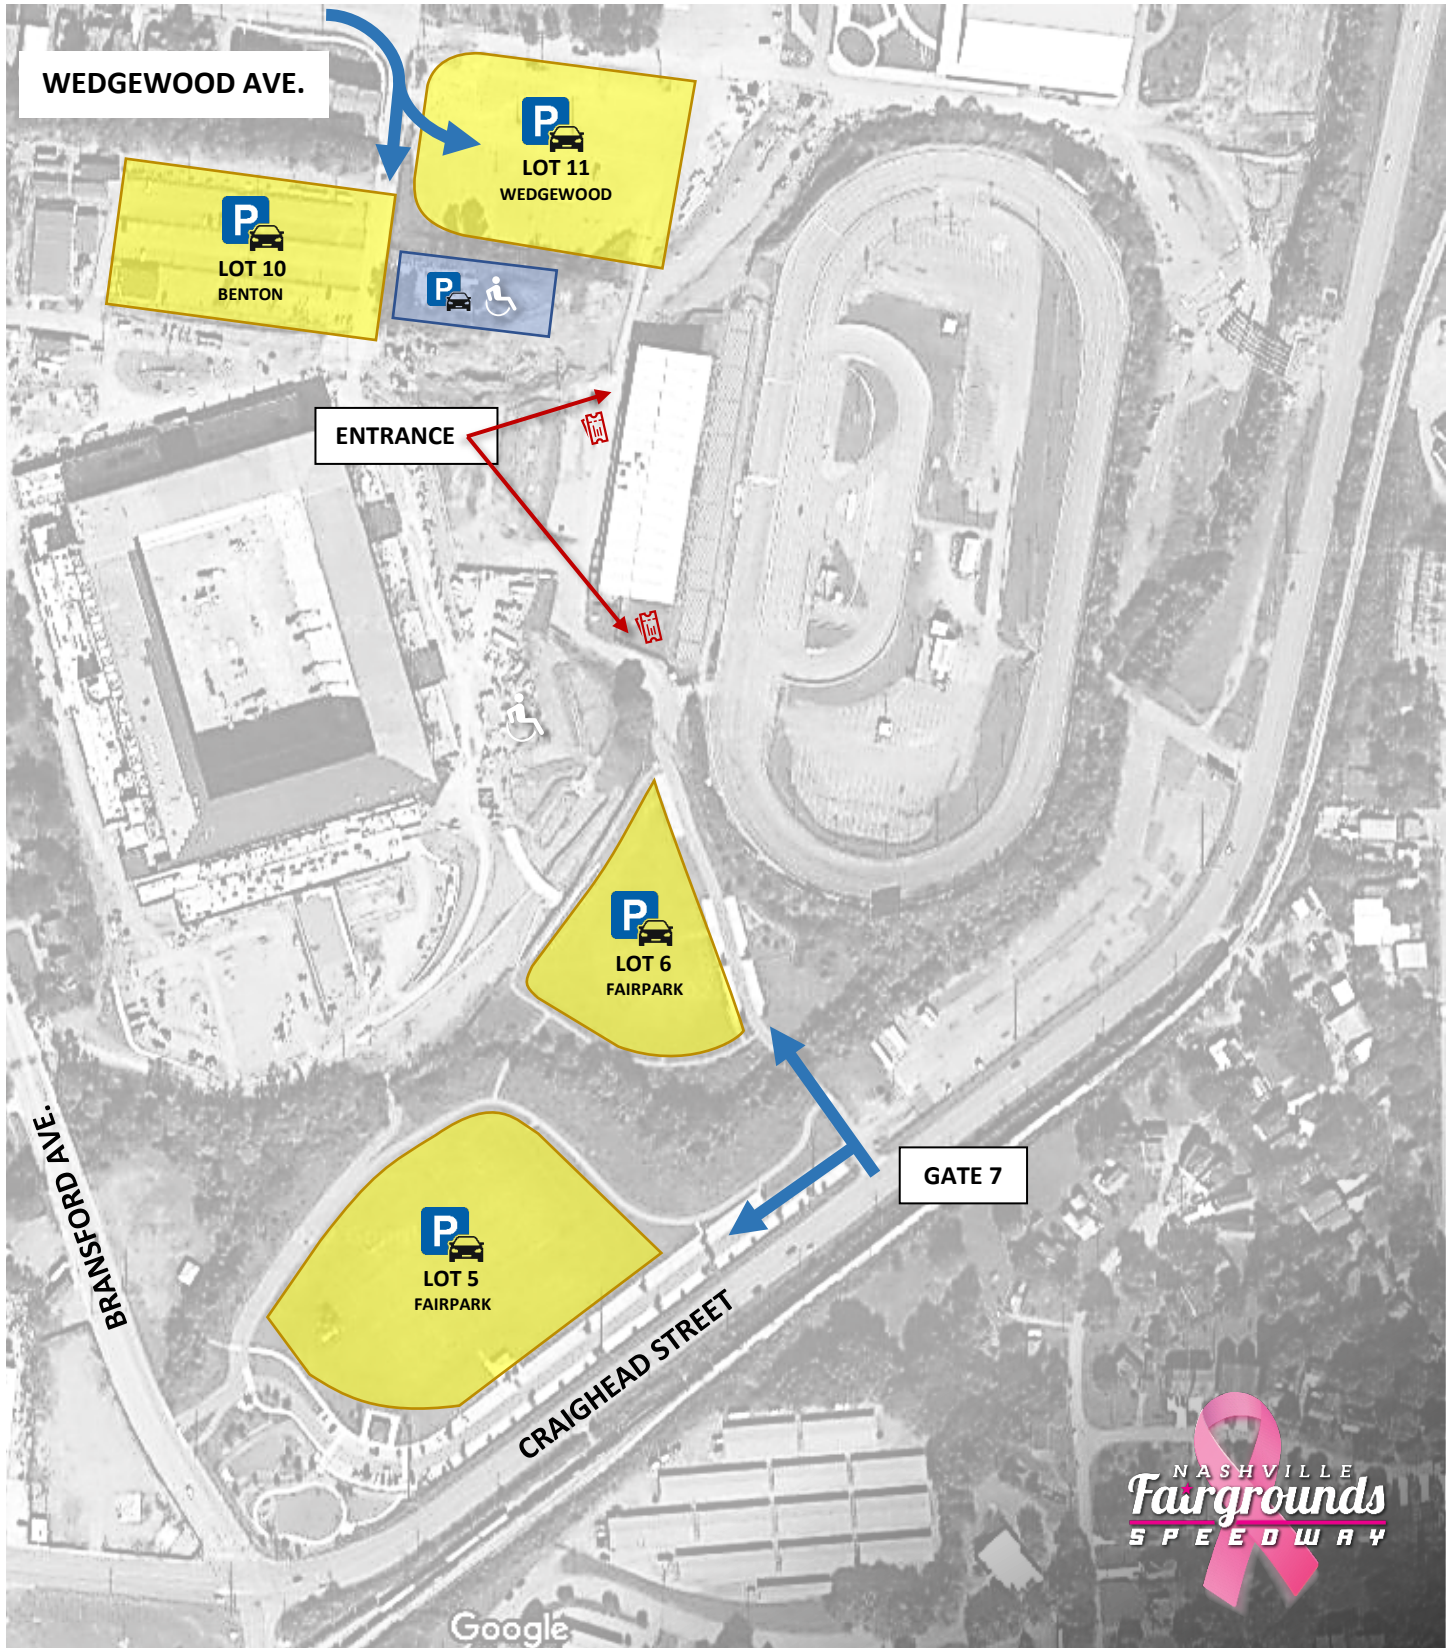 WEDGEWOOD AVE.
P
LOT 11
WEDGEWOOD
P
LOT 10
BENTON
P
ENTRANCE
P
LOT 6
FAIRPARK
GATE 7
BRANSFORD AVE.
P
LOT 5
FAIRPARK
CRAIGHEAD STREET
NASHVILLE
Fairgrounds
SPEEDWAY
Google